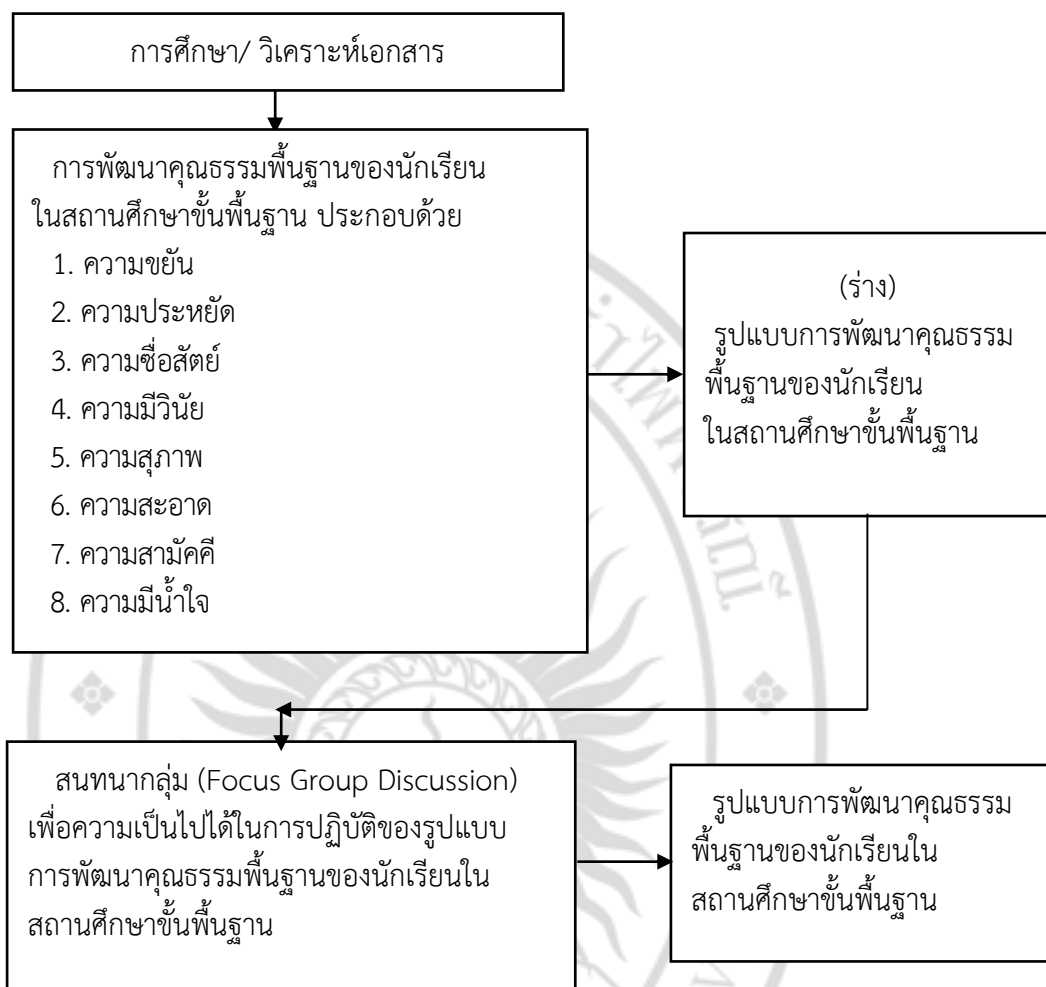 การศึกษา/ วิเคราะห์เอกสาร
การพัฒนาคุณธรรมพื้นฐานของนักเรียน
ในสถานศึกษาขั้นพื้นฐาน ประกอบด้วย
1. ความขยัน
2. ความประหยัด
3. ความซื่อสัตย์
4. ความมีวินัย
5. ความสุภาพ
6. ความสะอาด
7. ความสามัคคี
8. ความมีน้ำใจ
(ร่าง)
รูปแบบการพัฒนาคุณธรรม
พื้นฐานของนักเรียน
ในสถานศึกษาขั้นพื้นฐาน
สนทนากลุ่ม (Focus Group Discussion)
เพื่อความเป็นไปได้ในการปฏิบัติของรูปแบบ
การพัฒนาคุณธรรมพื้นฐานของนักเรียนใน
สถานศึกษาขั้นพื้นฐาน
รูปแบบการพัฒนาคุณธรรม
พื้นฐานของนักเรียนใน
สถานศึกษาขั้นพื้นฐาน